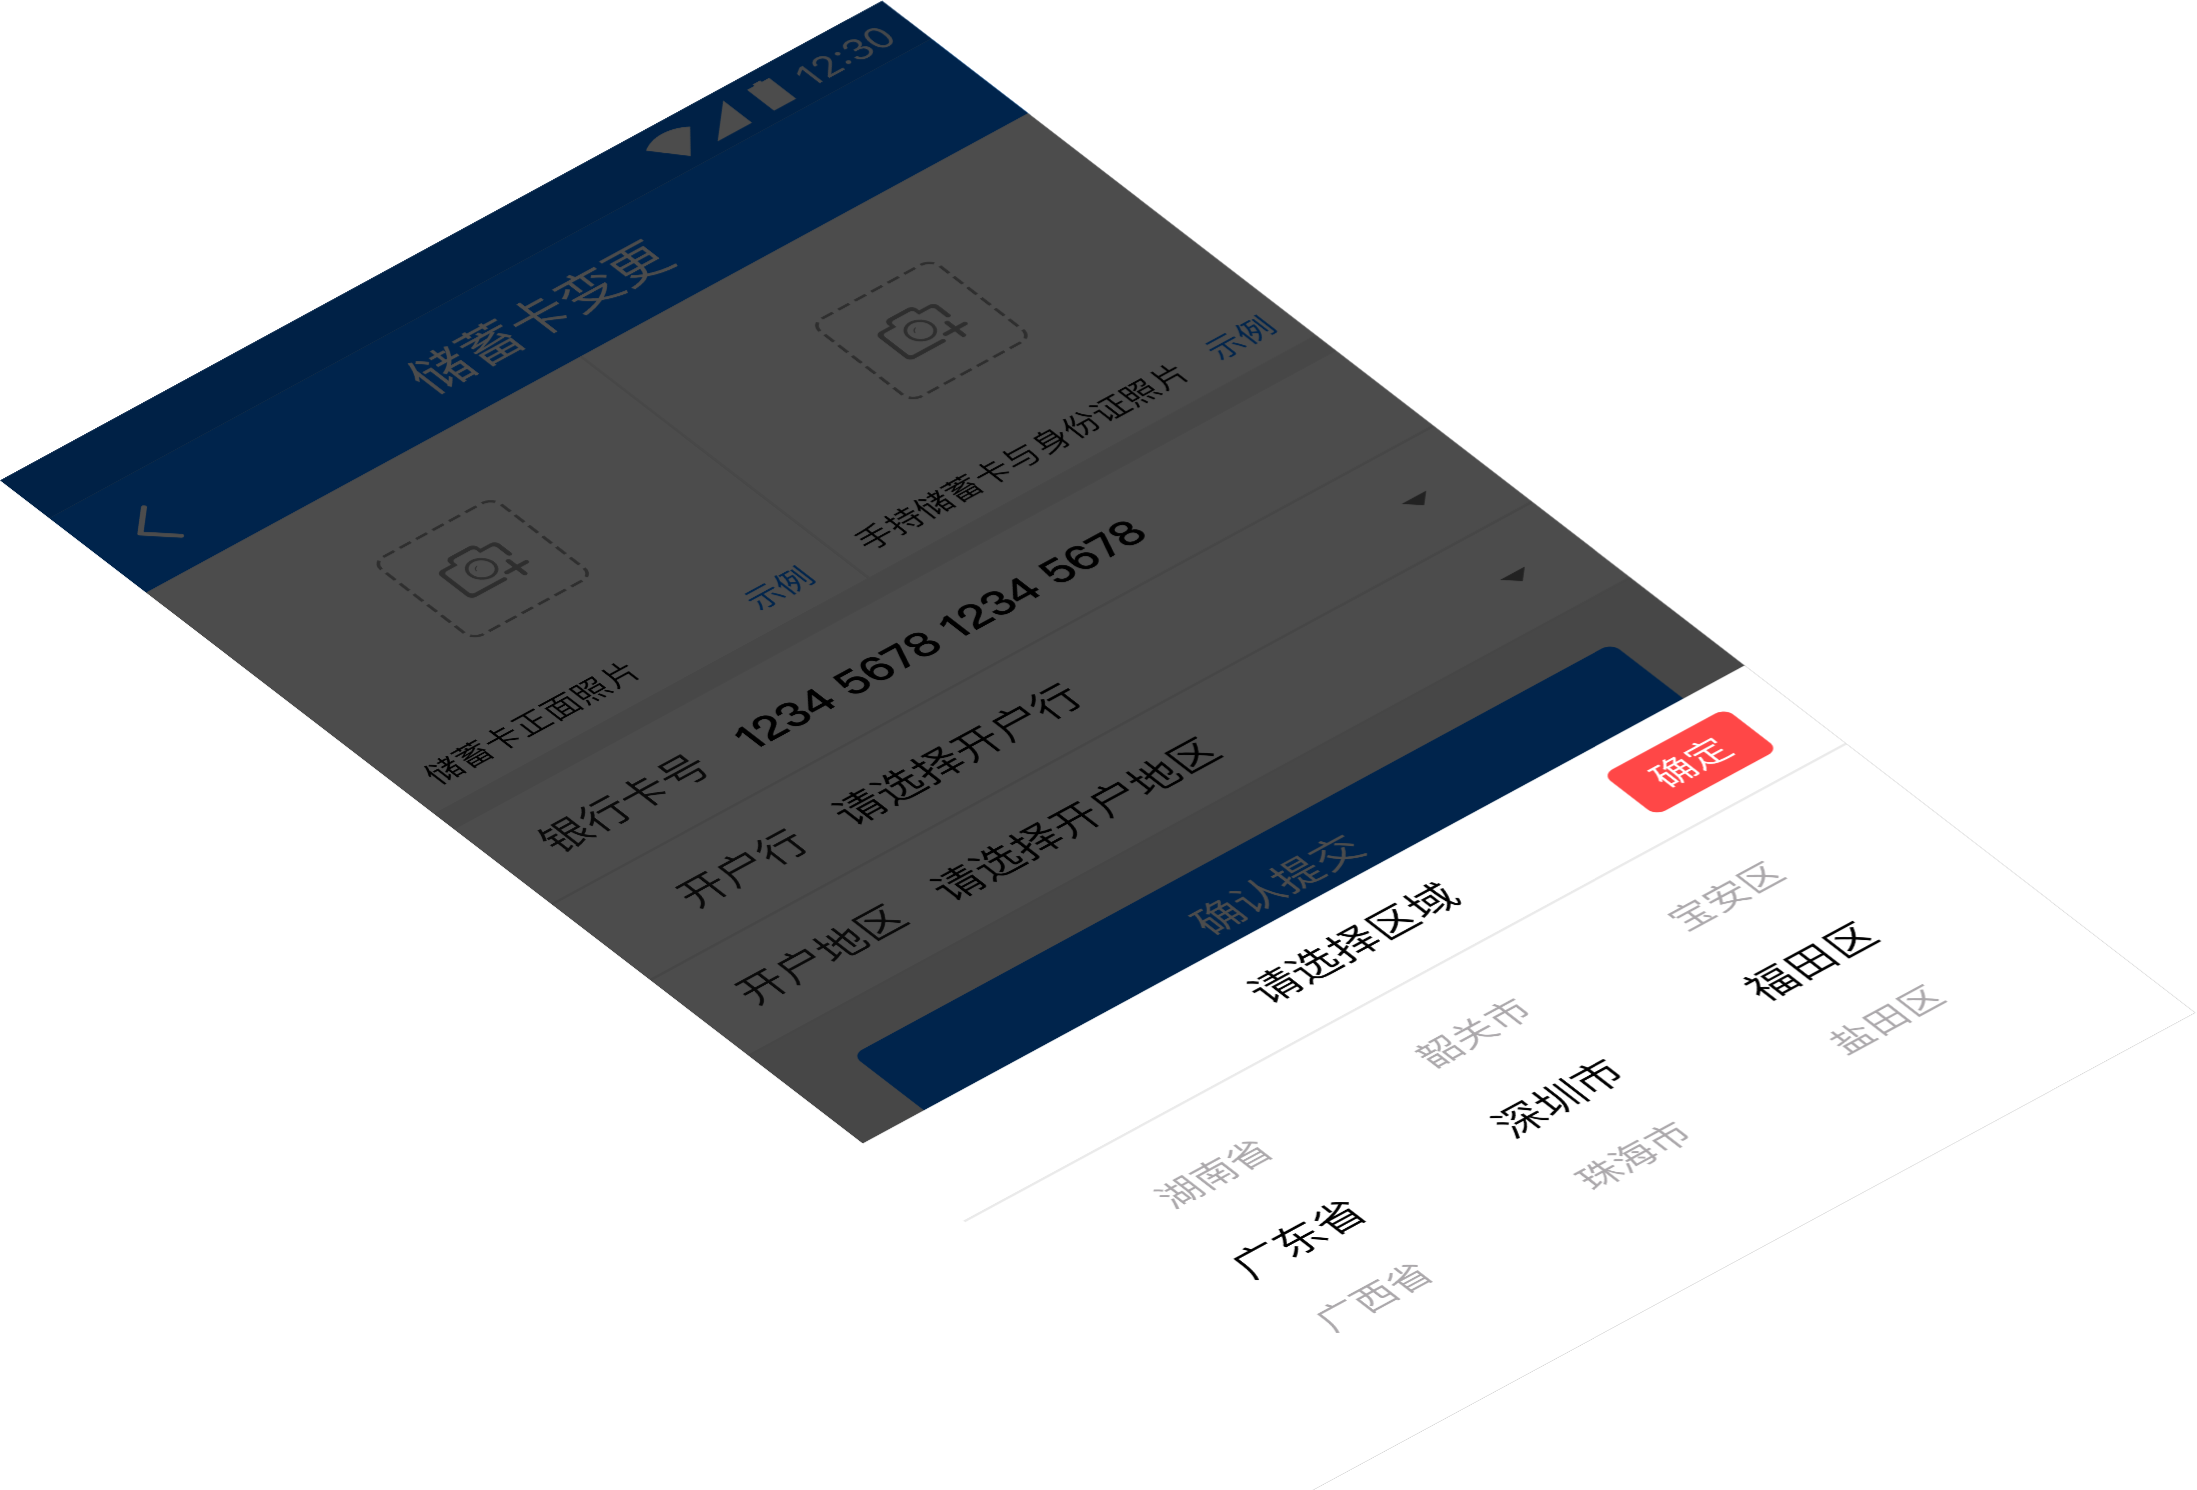 12:30
储蓄卡变更
储蓄卡正面照片 示例
手持储蓄卡与身份证照片 示例
银行卡号 1234 5678 1234 5678
开户行 请选择开户行
开户地区 请选择开户地区
确认提交
请选择区域 确定
湖南省 韶关市 宝安区
广东省 深圳市 福田区
广西省 珠海市 盐田区